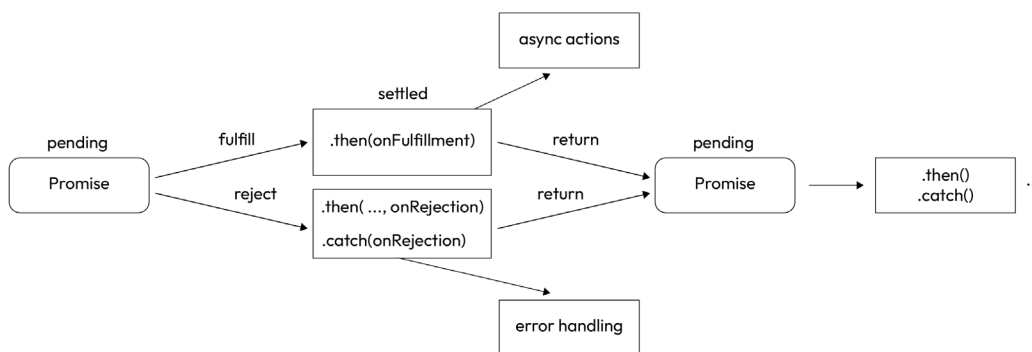 async actions
settled
pending
fulfill
.then(onFulfillment)
return
pending
Promise
reject
.then( ..., onRejection)
.catch(onRejection)
return
Promise
.then()
.catch()
.
error handling